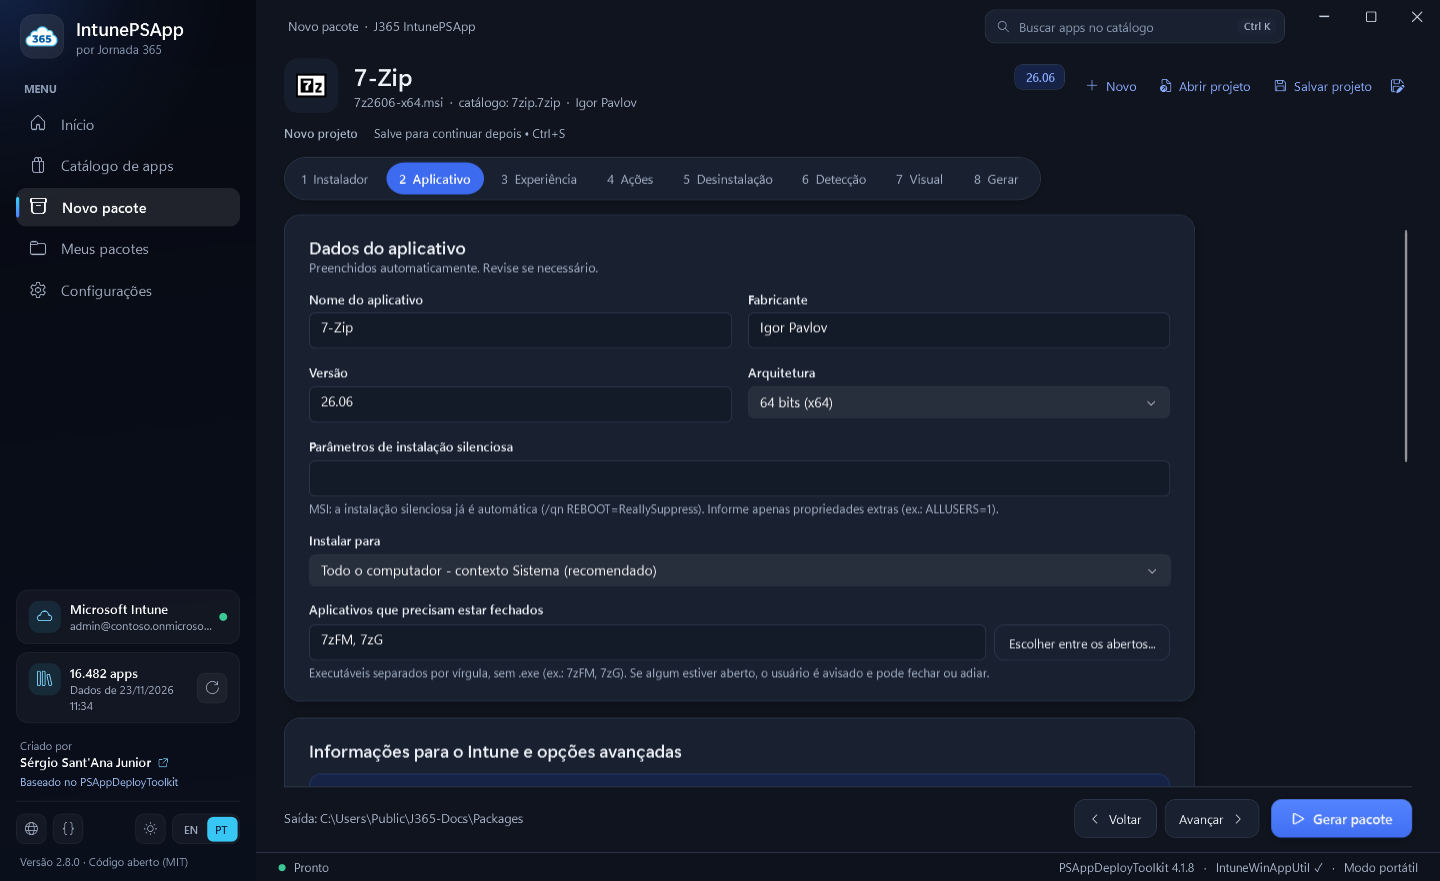 IntunePSApp
por Jornada 365
365
MENU
Início
Catálogo de apps
Novo pacote
Meus pacotes
Configurações
Microsoft Intune
admin@contoso.onmicroso...
16.482 apps
Dados de 23/11/2026
11:34
Criado por
Sérgio Sant'Ana Junior
Baseado no PSAppDeployToolkit
EN PT
Versão 2.8.0 · Código aberto (MIT)
Novo pacote · J365 IntunePSApp
Buscar apps no catálogo Ctrl K
7z
7-Zip
7z2606-x64.msi · catálogo: 7zip.7zip · Igor Pavlov
26.06 Novo Abrir projeto Salvar projeto
Novo projeto Salve para continuar depois • Ctrl+S
1 Instalador 2 Aplicativo 3 Experiência 4 Ações 5 Desinstalação 6 Detecção 7 Visual 8 Gerar
Dados do aplicativo
Preenchidos automaticamente. Revise se necessário.
Nome do aplicativo Fabricante
7-Zip Igor Pavlov
Versão Arquitetura
26.06 64 bits (x64)
Parâmetros de instalação silenciosa
MSI: a instalação silenciosa já é automática (/qn REBOOT=ReallySuppress). Informe apenas propriedades extras (ex.: ALLUSERS=1).
Instalar para
Todo o computador - contexto Sistema (recomendado)
Aplicativos que precisam estar fechados
7zFM, 7zG Escolher entre os abertos...
Executáveis separados por vírgula, sem .exe (ex.: 7zFM, 7zG). Se algum estiver aberto, o usuário é avisado e pode fechar ou adiar.
Informações para o Intune e opções avançadas
Saída: C:\Users\Public\J365-Docs\Packages
Voltar Avançar Gerar pacote
Pronto
PSAppDeployToolkit 4.1.8 · IntuneWinAppUtil ✓ · Modo portátil